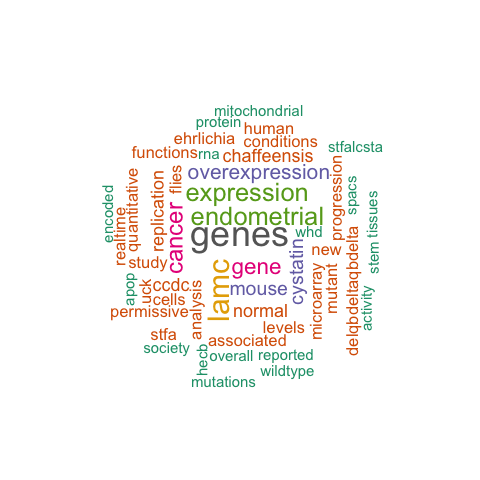 mitochondrial
protein
human
ehrlichia
conditions
stfalcsta
functions
rna
chaffeensis
overexpression
flies
quantitative
replication
progression
expression
spacs
encoded
realtime
cancer
endometrial
tissues
genes
whd
delqbdeltaqbdelta
new
study
gene
cystatin
stem
lamc
mouse
microarray
mutant
apop
uck
ccdc
cells
analysis
normal
activity
permissive
levels
stfa
associated
society
hecb
overall
reported
wildtype
mutations